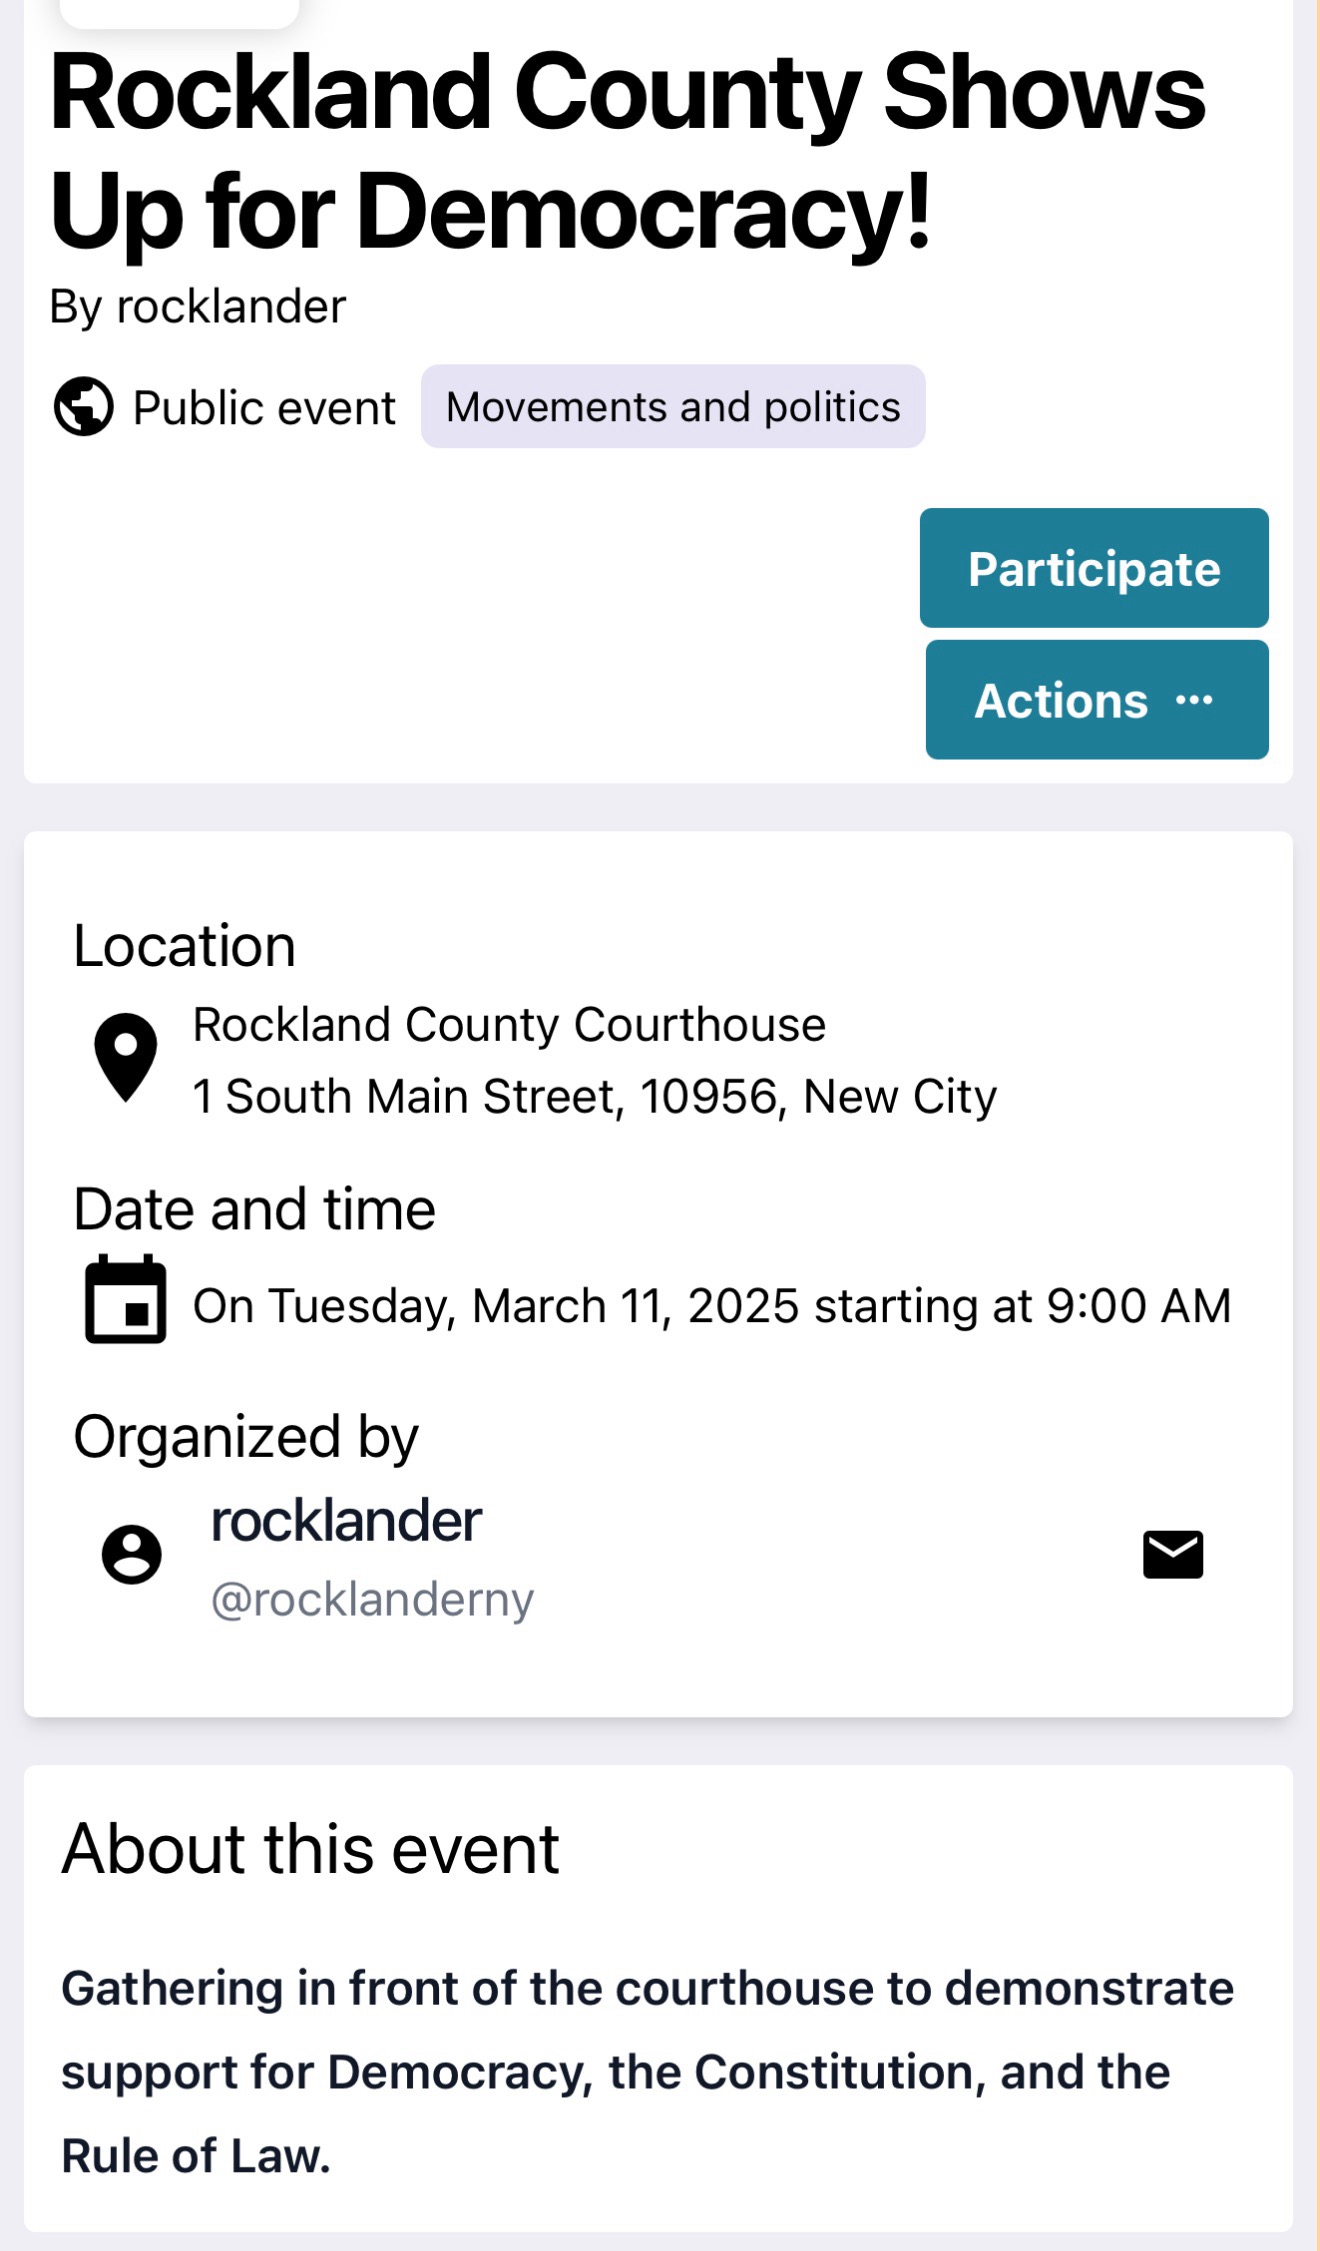 Rockland County Shows
Up for Democracy!
By rocklander
Public event
Movements and politics
Participate
Actions ···
Location
Rockland County Courthouse
1 South Main Street, 10956, New City
Date and time
On Tuesday, March 11, 2025 starting at 9:00 AM
Organized by
rocklander
@rocklanderny
About this event
Gathering in front of the courthouse to demonstrate
support for Democracy, the Constitution, and the
Rule of Law.